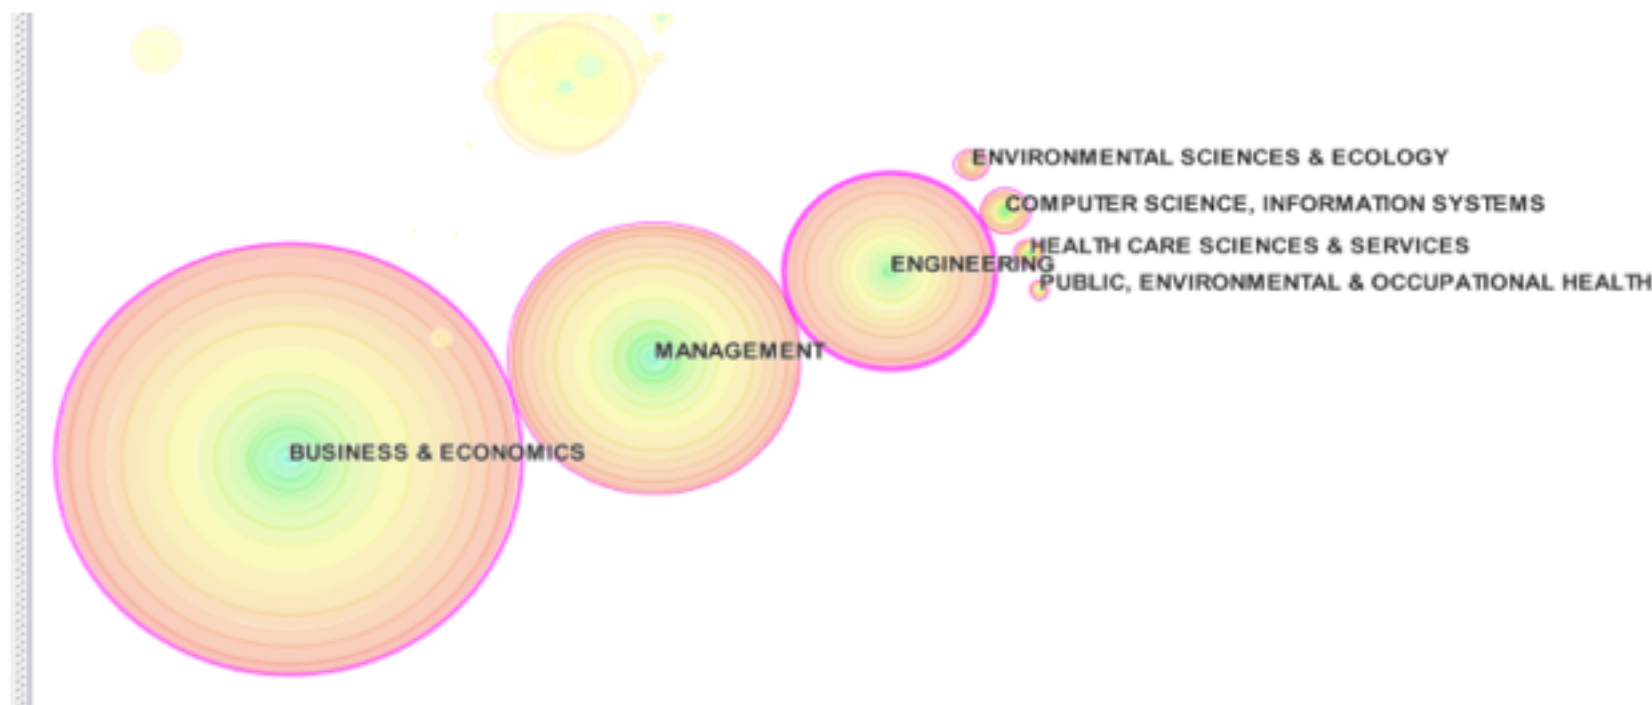 ENVIRONMENTAL SCIENCES & ECOLOGY
COMPUTER SCIENCE, INFORMATION SYSTEMS
HEALTH CARE SCIENCES & SERVICES
ENGINEERING
PUBLIC, ENVIRONMENTAL & OCCUPATIONAL HEALTH
MANAGEMENT
BUSINESS & ECONOMICS